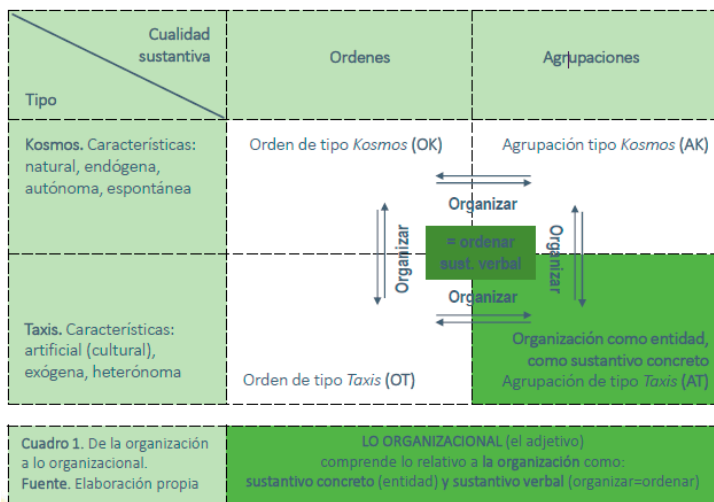 Cualidad
sustantiva
Tipo
Ordenes
Agrupaciones
Kosmos. Características:
natural, endógena,
autónoma, espontánea
Orden de tipo Kosmos (OK)
Agrupación tipo Kosmos (AK)
Organizar
Organizar
= ordenar
sust. verbal
Organizar
Organizar
Taxis. Características:
artificial (cultural),
exógena, heterónoma
Orden de tipo Taxis (OT)
Organización como entidad,
como sustantivo concreto
Agrupación de tipo Taxis (AT)
Cuadro 1. De la organización
a lo organizacional.
Fuente. Elaboración propia
LO ORGANIZACIONAL (el adjetivo)
comprende lo relativo a la organización como:
sustantivo concreto (entidad) y sustantivo verbal (organizar=ordenar)